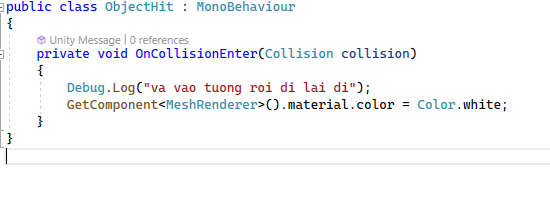 public class ObjectHit : MonoBehaviour
{
Unity Message | 0 references
private void OnCollisionEnter(Collision collision)
{
Debug.Log("va vao tuong roi di lai di");
GetComponent<MeshRenderer>().material.color = Color.white;
}
}